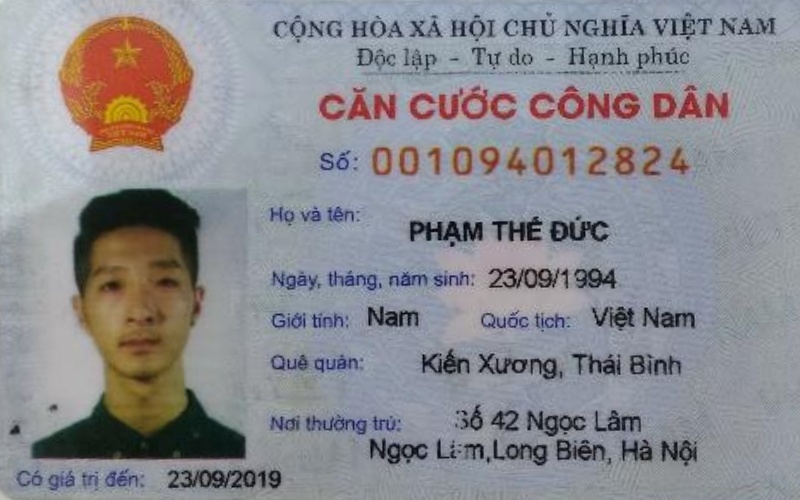 CỘNG HÒA XÃ HỘI CHỦ NGHĨA VIỆT NAM
Độc lập - Tự do - Hạnh phúc
CĂN CƯỚC CÔNG DÂN
Số: 001094012824
Họ và tên: PHẠM THẾ ĐỨC
Ngày, tháng, năm sinh: 23/09/1994
Giới tính: Nam Quốc tịch: Việt Nam
Quê quán: Kiến Xương, Thái Bình
Nơi thường trú: Số 42 Ngọc Lâm
Ngọc Lâm,Long Biên, Hà Nội
Có giá trị đến: 23/09/2019